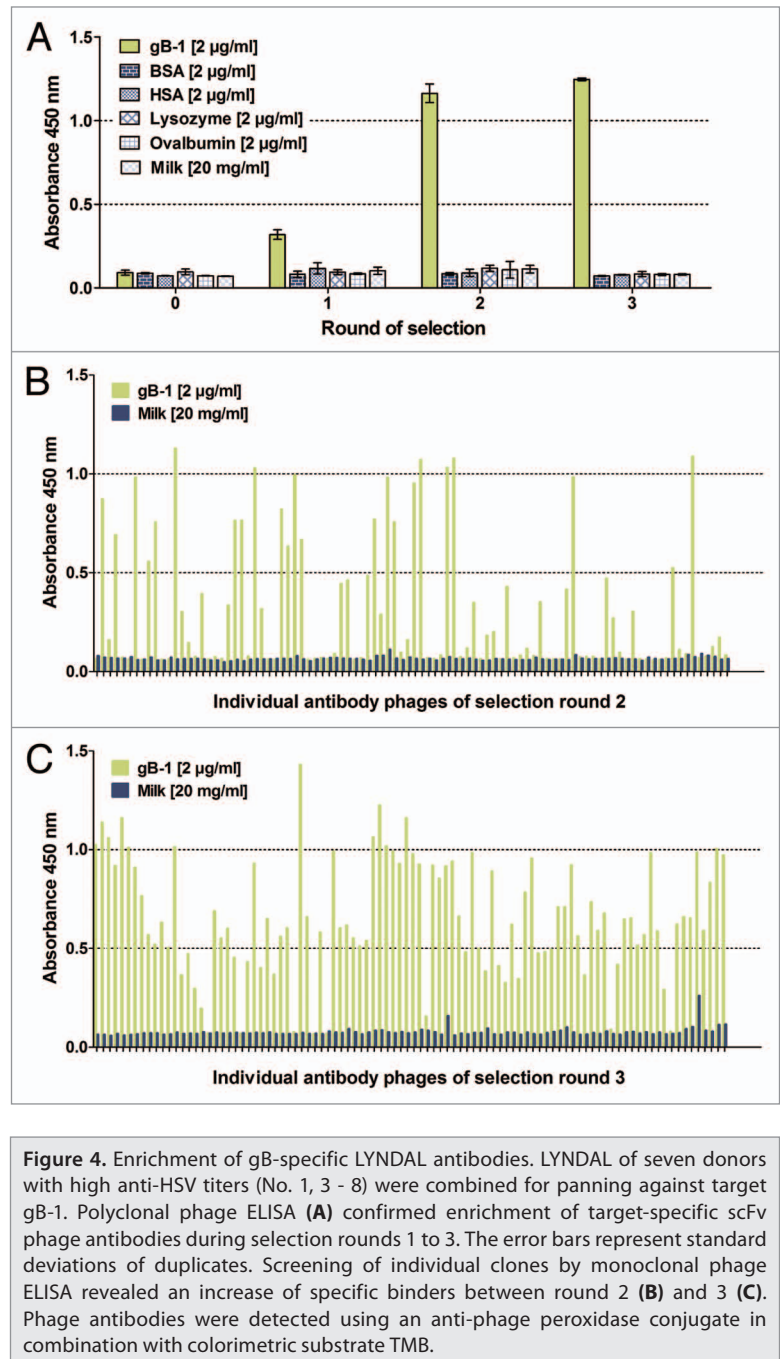 A
1.5
1.0
0.5
0.0
Absorbance 450 nm
gB-1 [2 µg/ml]
BSA [2 µg/ml]
HSA [2 µg/ml]
Lysozyme [2 µg/ml]
Ovalbumin [2 µg/ml]
Milk [20 mg/ml]
0 1 2 3
Round of selection
B
1.5
1.0
0.5
0.0
Absorbance 450 nm
gB-1 [2 µg/ml]
Milk [20 mg/ml]
Individual antibody phages of selection round 2
C
1.5
1.0
0.5
0.0
Absorbance 450 nm
gB-1 [2 µg/ml]
Milk [20 mg/ml]
Individual antibody phages of selection round 3
Figure 4. Enrichment of gB-specific LYNDAL antibodies. LYNDAL of seven donors
with high anti-HSV titers (No. 1, 3 - 8) were combined for panning against target
gB-1. Polyclonal phage ELISA (A) confirmed enrichment of target-specific scFv
phage antibodies during selection rounds 1 to 3. The error bars represent standard
deviations of duplicates. Screening of individual clones by monoclonal phage
ELISA revealed an increase of specific binders between round 2 (B) and 3 (C).
Phage antibodies were detected using an anti-phage peroxidase conjugate in
combination with colorimetric substrate TMB.